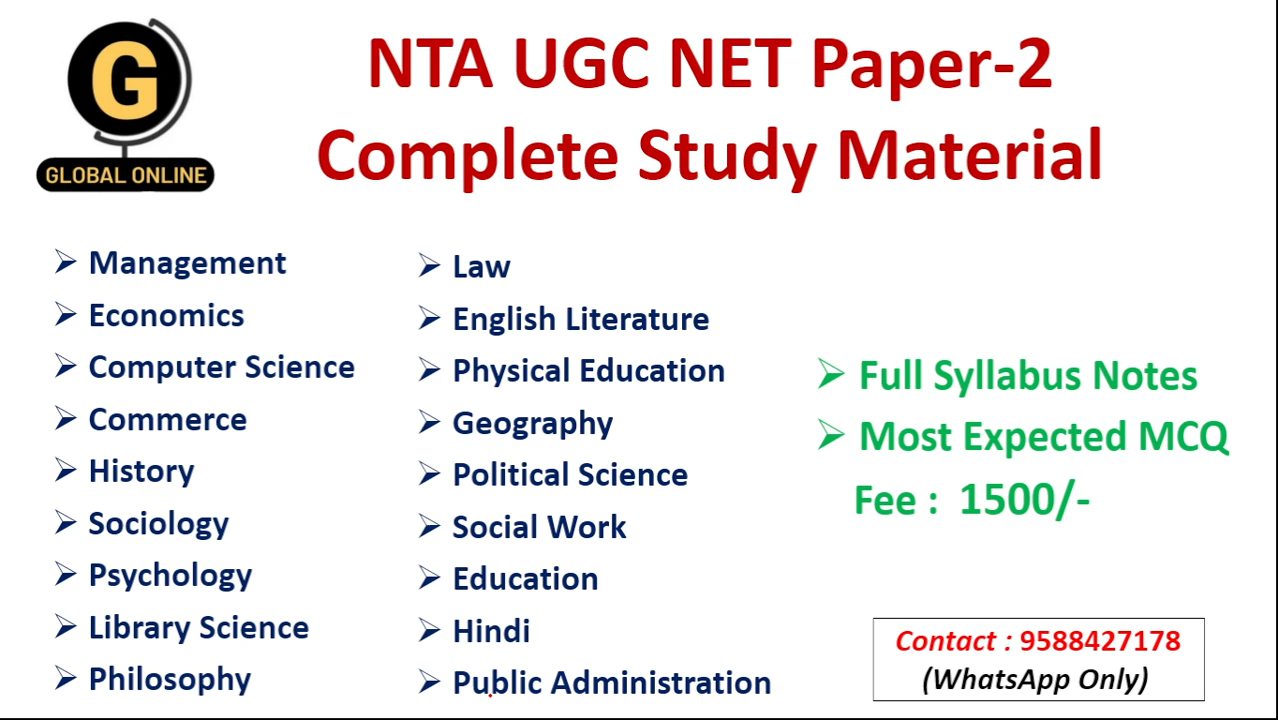 G
GLOBAL ONLINE
NTA UGC NET Paper-2
Complete Study Material
Management
Economics
Computer Science
Commerce
History
Sociology
Psychology
Library Science
Philosophy
Law
English Literature
Physical Education
Geography
Political Science
Social Work
Education
Hindi
Public Administration
Full Syllabus Notes
Most Expected MCQ
Fee : 1500/-
Contact : 9588427178
(WhatsApp Only)